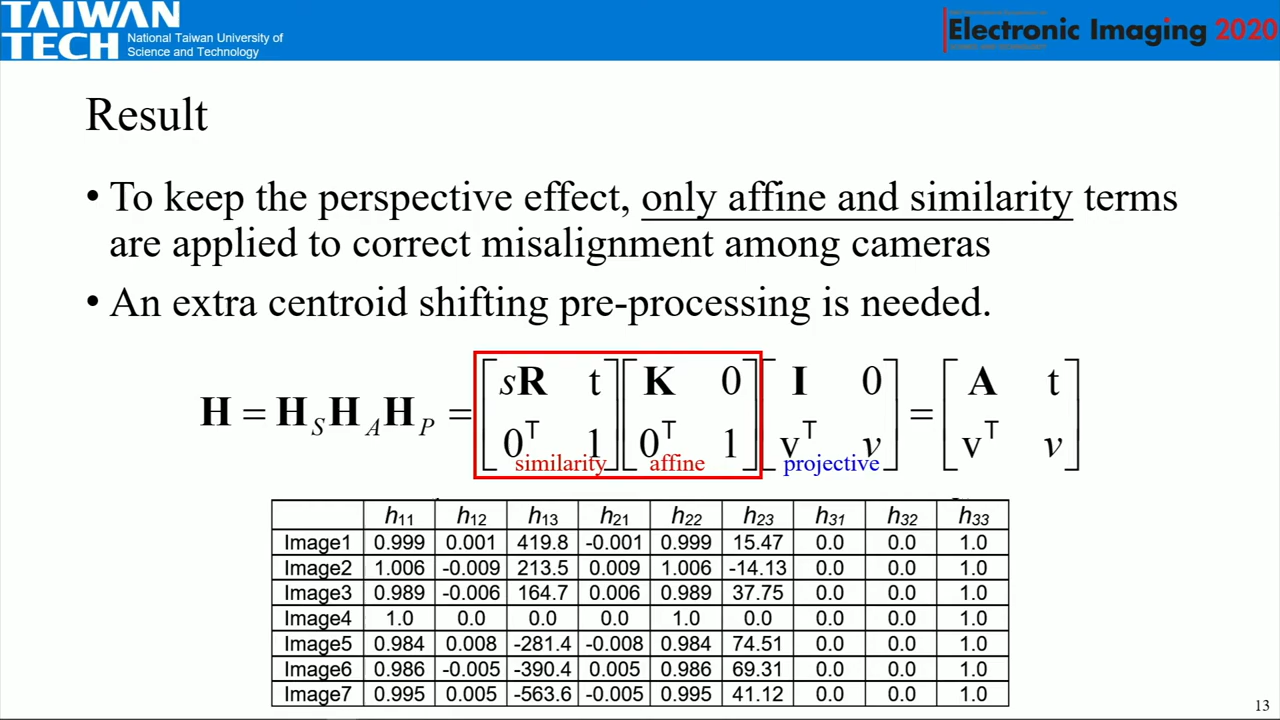 TAIWAN
TECH
National Taiwan University of
Science and Technology
Electronic Imaging 2020
Result
• To keep the perspective effect, only affine and similarity terms
are applied to correct misalignment among cameras
• An extra centroid shifting pre-processing is needed.
H = H_S H_A H_P = [sR t; 0^T 1] [K 0; 0^T 1] [I 0; v^T v] = [A t; v^T v]
similarity affine projective
h11 h12 h13 h21 h22 h23 h31 h32 h33
Image1 0.999 0.001 419.8 -0.001 0.999 15.47 0.0 0.0 1.0
Image2 1.006 -0.009 213.5 0.009 1.006 -14.13 0.0 0.0 1.0
Image3 0.989 -0.006 164.7 0.006 0.989 37.75 0.0 0.0 1.0
Image4 1.0 0.0 0.0 0.0 1.0 0.0 0.0 0.0 1.0
Image5 0.984 0.008 -281.4 -0.008 0.984 74.51 0.0 0.0 1.0
Image6 0.986 -0.005 -390.4 0.005 0.986 69.31 0.0 0.0 1.0
Image7 0.995 0.005 -563.6 -0.005 0.995 41.12 0.0 0.0 1.0
13